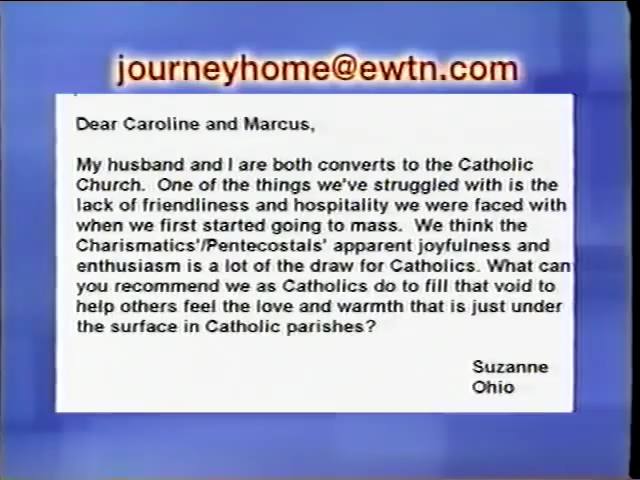 journeyhome@ewtn.com
Dear Caroline and Marcus,
My husband and I are both converts to the Catholic
Church. One of the things we've struggled with is the
lack of friendliness and hospitality we were faced with
when we first started going to mass. We think the
Charismatics'/Pentecostals' apparent joyfulness and
enthusiasm is a lot of the draw for Catholics. What can
you recommend we as Catholics do to fill that void to
help others feel the love and warmth that is just under
the surface in Catholic parishes?
Suzanne
Ohio